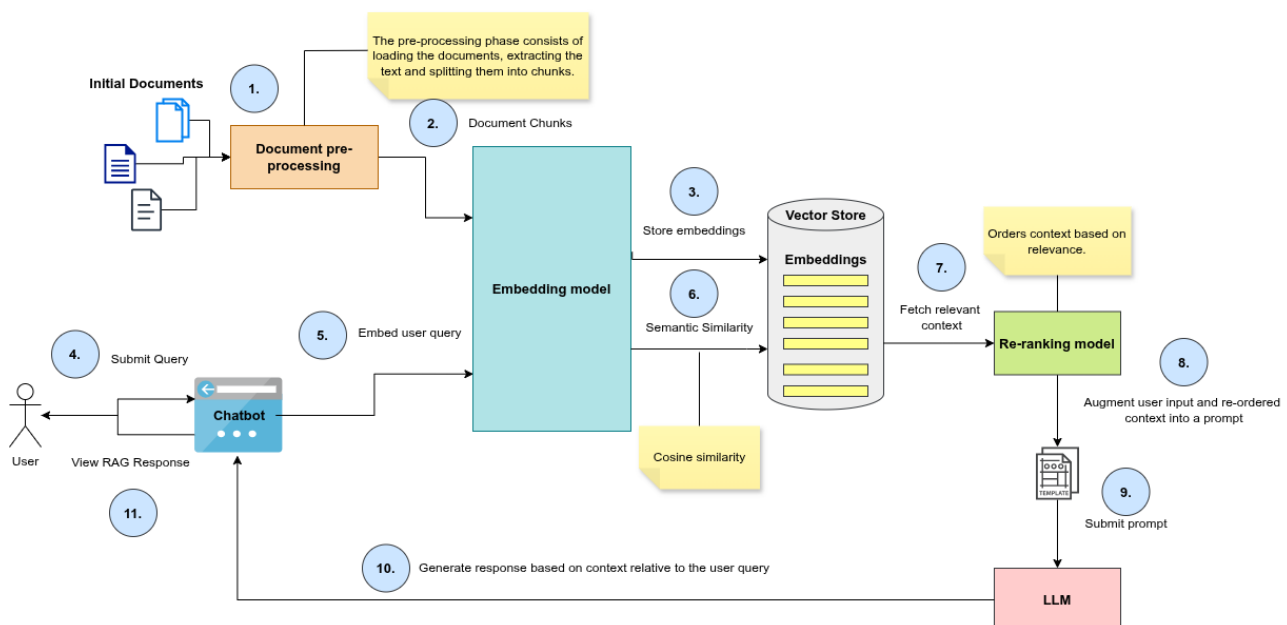 The pre-processing phase consists of
loading the documents, extracting the
text and splitting them into chunks.
Initial Documents
1.
2.
Document Chunks
Document pre-
processing
3.
Store embeddings
Vector Store
Embeddings
Orders context based on
relevance.
7.
Fetch relevant
context
Embedding model
6.
Semantic Similarity
5.
Embed user query
4.
Submit Query
Re-ranking model
8.
Augment user input and re-ordered
context into a prompt
Chatbot
User
View RAG Response
Cosine similarity
TEMPLATE
9.
Submit prompt
11.
10.
Generate response based on context relative to the user query
LLM